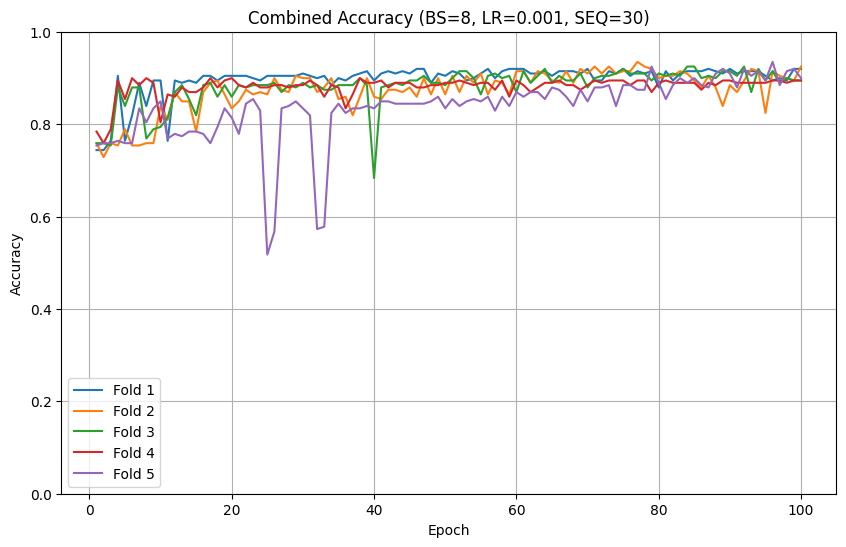 Combined Accuracy (BS=8, LR=0.001, SEQ=30)
1.0
0.8
0.6
0.4
0.2
0.0
Accuracy
Fold 1
Fold 2
Fold 3
Fold 4
Fold 5
0 20 40 60 80 100
Epoch